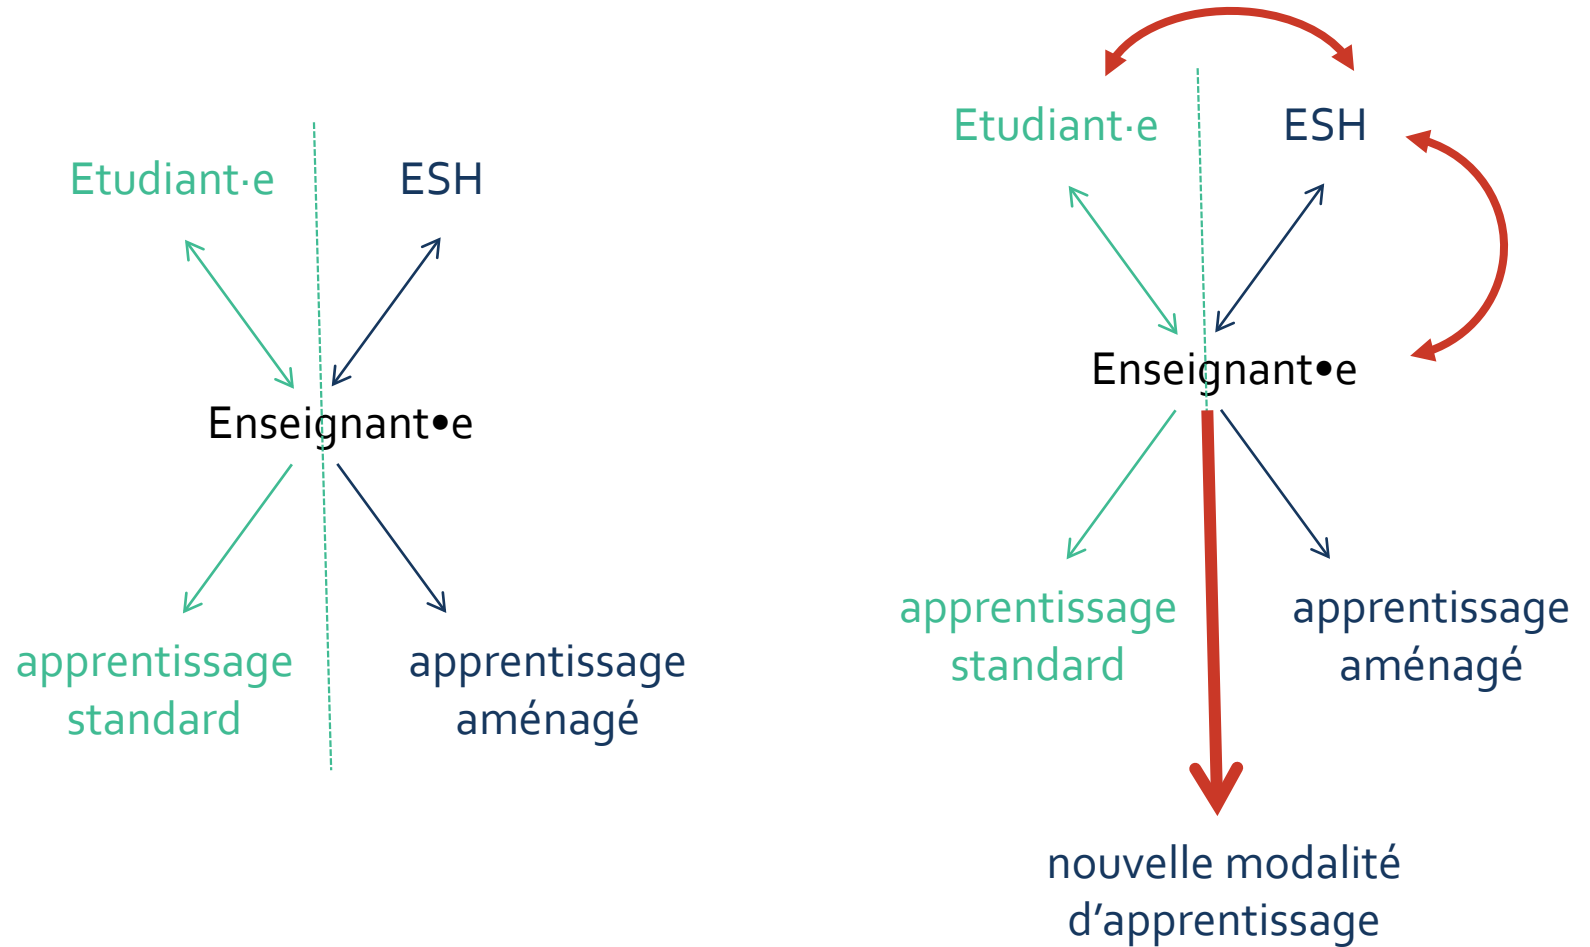 Etudiant·e
ESH
Enseignant•e
apprentissage
standard
apprentissage
aménagé
Etudiant·e
ESH
Enseignant•e
apprentissage
standard
apprentissage
aménagé
nouvelle modalité
d’apprentissage